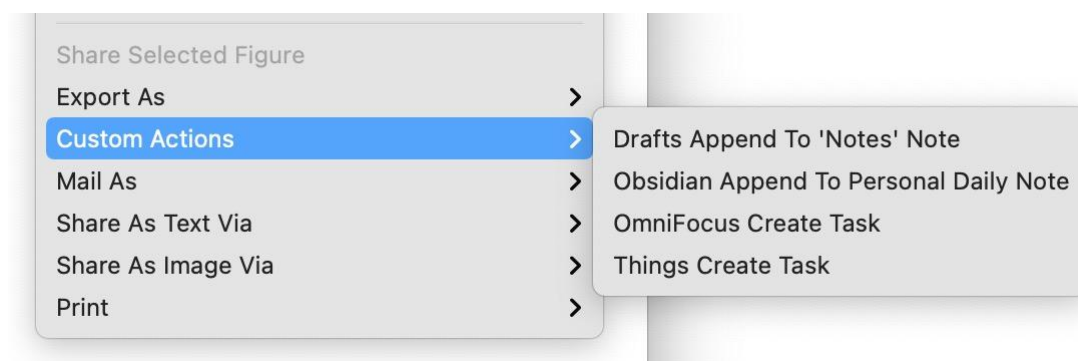 Share Selected Figure
Export As
Custom Actions
Mail As
Share As Text Via
Share As Image Via
Print
Drafts Append To 'Notes' Note
Obsidian Append To Personal Daily Note
OmniFocus Create Task
Things Create Task